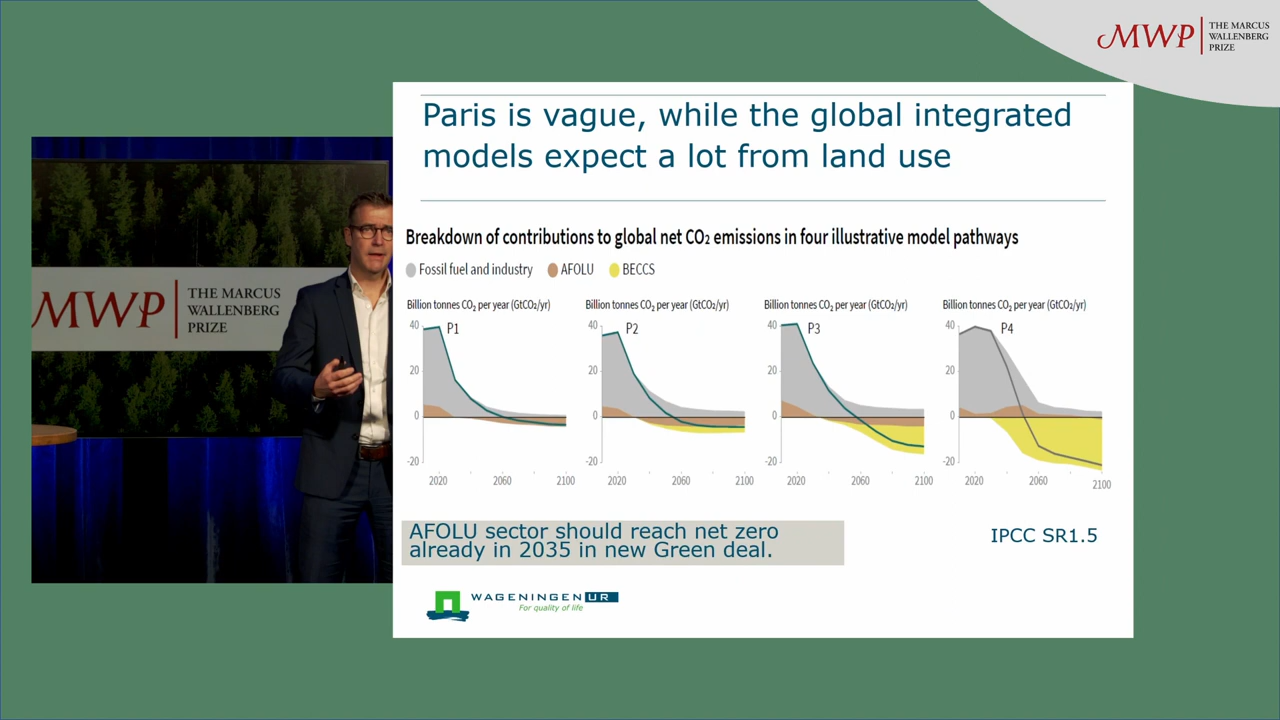 MWP
THE MARCUS
WALLENBERG
PRIZE
Paris is vague, while the global integrated
models expect a lot from land use
Breakdown of contributions to global net CO₂ emissions in four illustrative model pathways
Fossil fuel and industry AFOLU BECCS
Billion tonnes CO₂ per year (GtCO₂/yr) Billion tonnes CO₂ per year (GtCO₂/yr) Billion tonnes CO₂ per year (GtCO₂/yr) Billion tonnes CO₂ per year (GtCO₂/yr)
40 P1 40 P2 40 P3 40 P4
20 20 20 20
0 0 0 0
-20 -20 -20 -20
2020 2060 2100 2020 2060 2100 2020 2060 2100 2020 2060 2100
AFOLU sector should reach net zero
already in 2035 in new Green deal.
IPCC SR1.5
WAGENINGEN UR
For quality of life
MWP
THE MARCUS
WALLENBERG
PRIZE